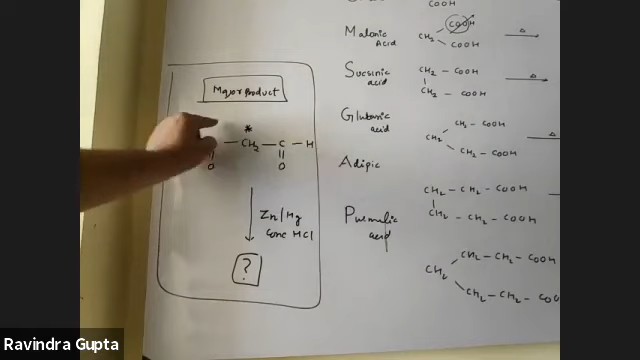 COOH
Major product
COOH
Malonic Acid
CH2
COOH
Δ
Succinic acid
CH2 - COOH
CH2 - COOH
Δ
Glutaric acid
CH2 - COOH
CH2
CH2 - COOH
Δ
* 
- CH2 - C - H
O O
Adipic
Zn/Hg
Conc HCl
CH2 - CH2 - COOH
CH2 - CH2 - COOH
acid
?
CH2 - CH2 - COOH
CH2
CH2 - CH2 - COO
Ravindra Gupta